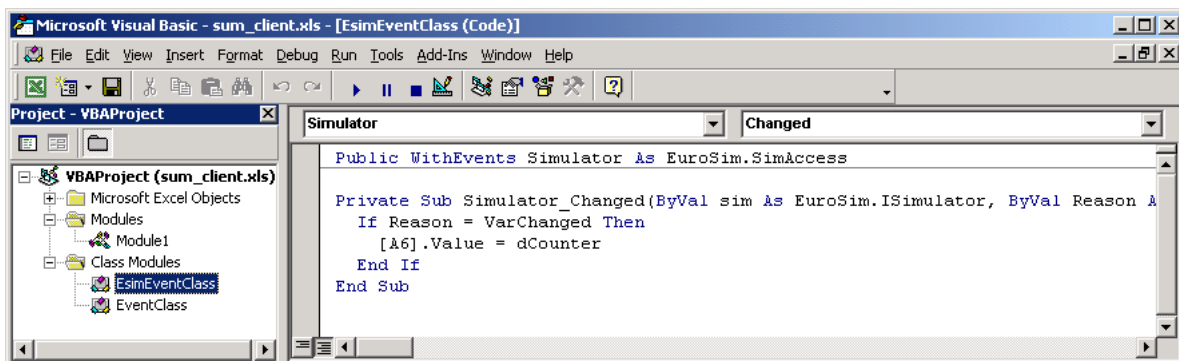 Microsoft Visual Basic - sum_client.xls - [EsimEventClass (Code)]
File Edit View Insert Format Debug Run Tools Add-Ins Window Help
Project - VBAProject
Simulator
Changed
VBAProject (sum_client.xls)
Microsoft Excel Objects
Modules
Module1
Class Modules
EsimEventClass
EventClass
Public WithEvents Simulator As EuroSim.SimAccess
Private Sub Simulator_Changed(ByVal sim As EuroSim.ISimulator, ByVal Reason A
If Reason = VarChanged Then
[A6].Value = dCounter
End If
End Sub